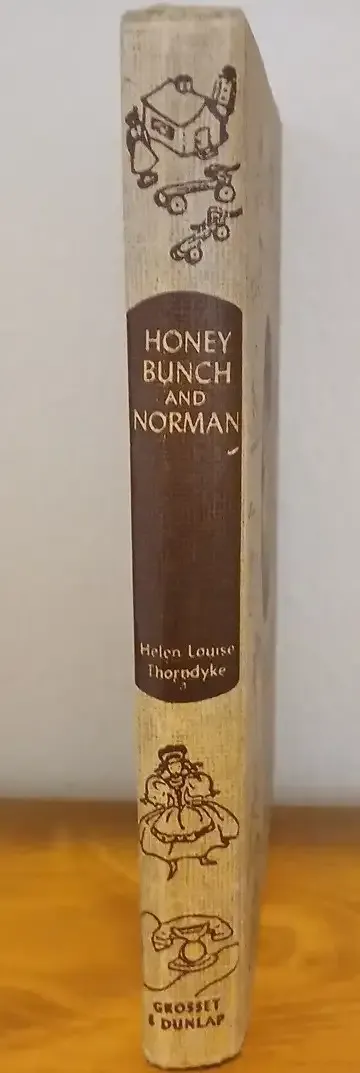 HONEY
BUNCH
AND
NORMAN
Helen Louise
Thorndyke
GROSSET
& DUNLAP